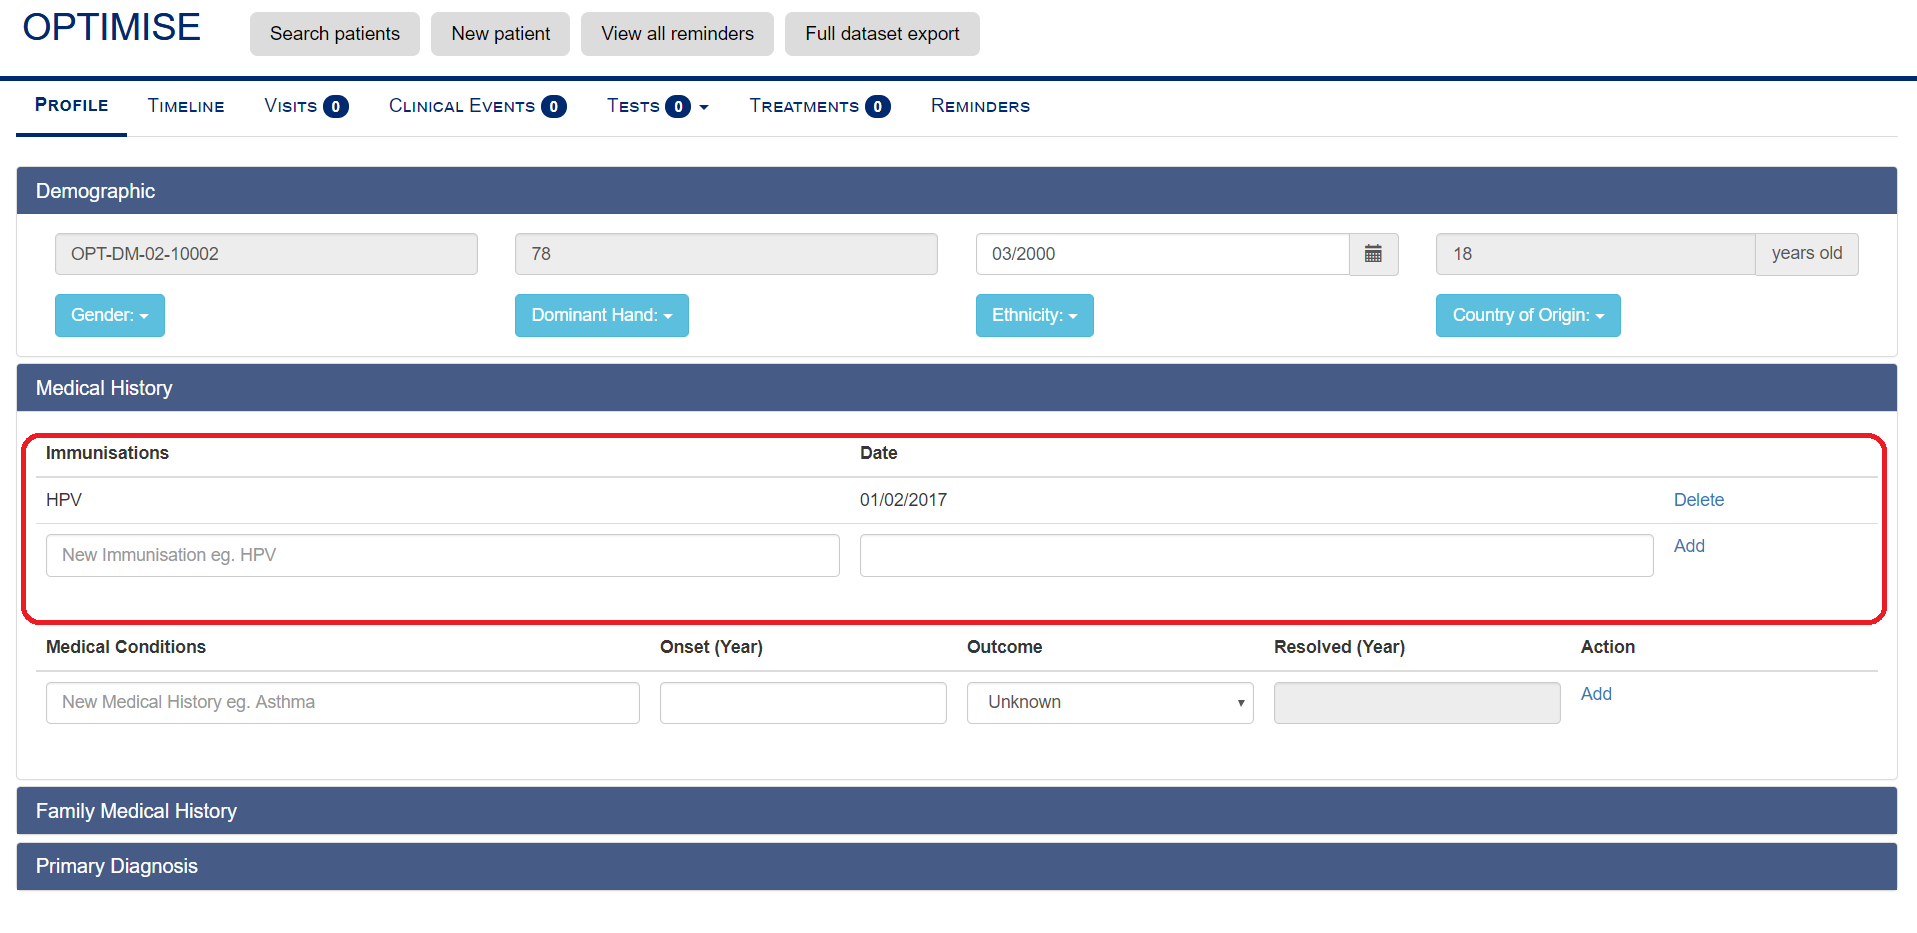 OPTIMISE Search patients New patient View all reminders Full dataset export
Profile Timeline Visits 0 Clinical Events 0 Tests 0 Treatments 0 Reminders
Demographic
OPT-DM-02-10002 78 03/2000 18 years old
Gender: Dominant Hand: Ethnicity: Country of Origin:
Medical History
Immunisations Date
HPV 01/02/2017 Delete
New Immunisation eg. HPV Add
Medical Conditions Onset (Year) Outcome Resolved (Year) Action
New Medical History eg. Asthma Unknown Add
Family Medical History
Primary Diagnosis